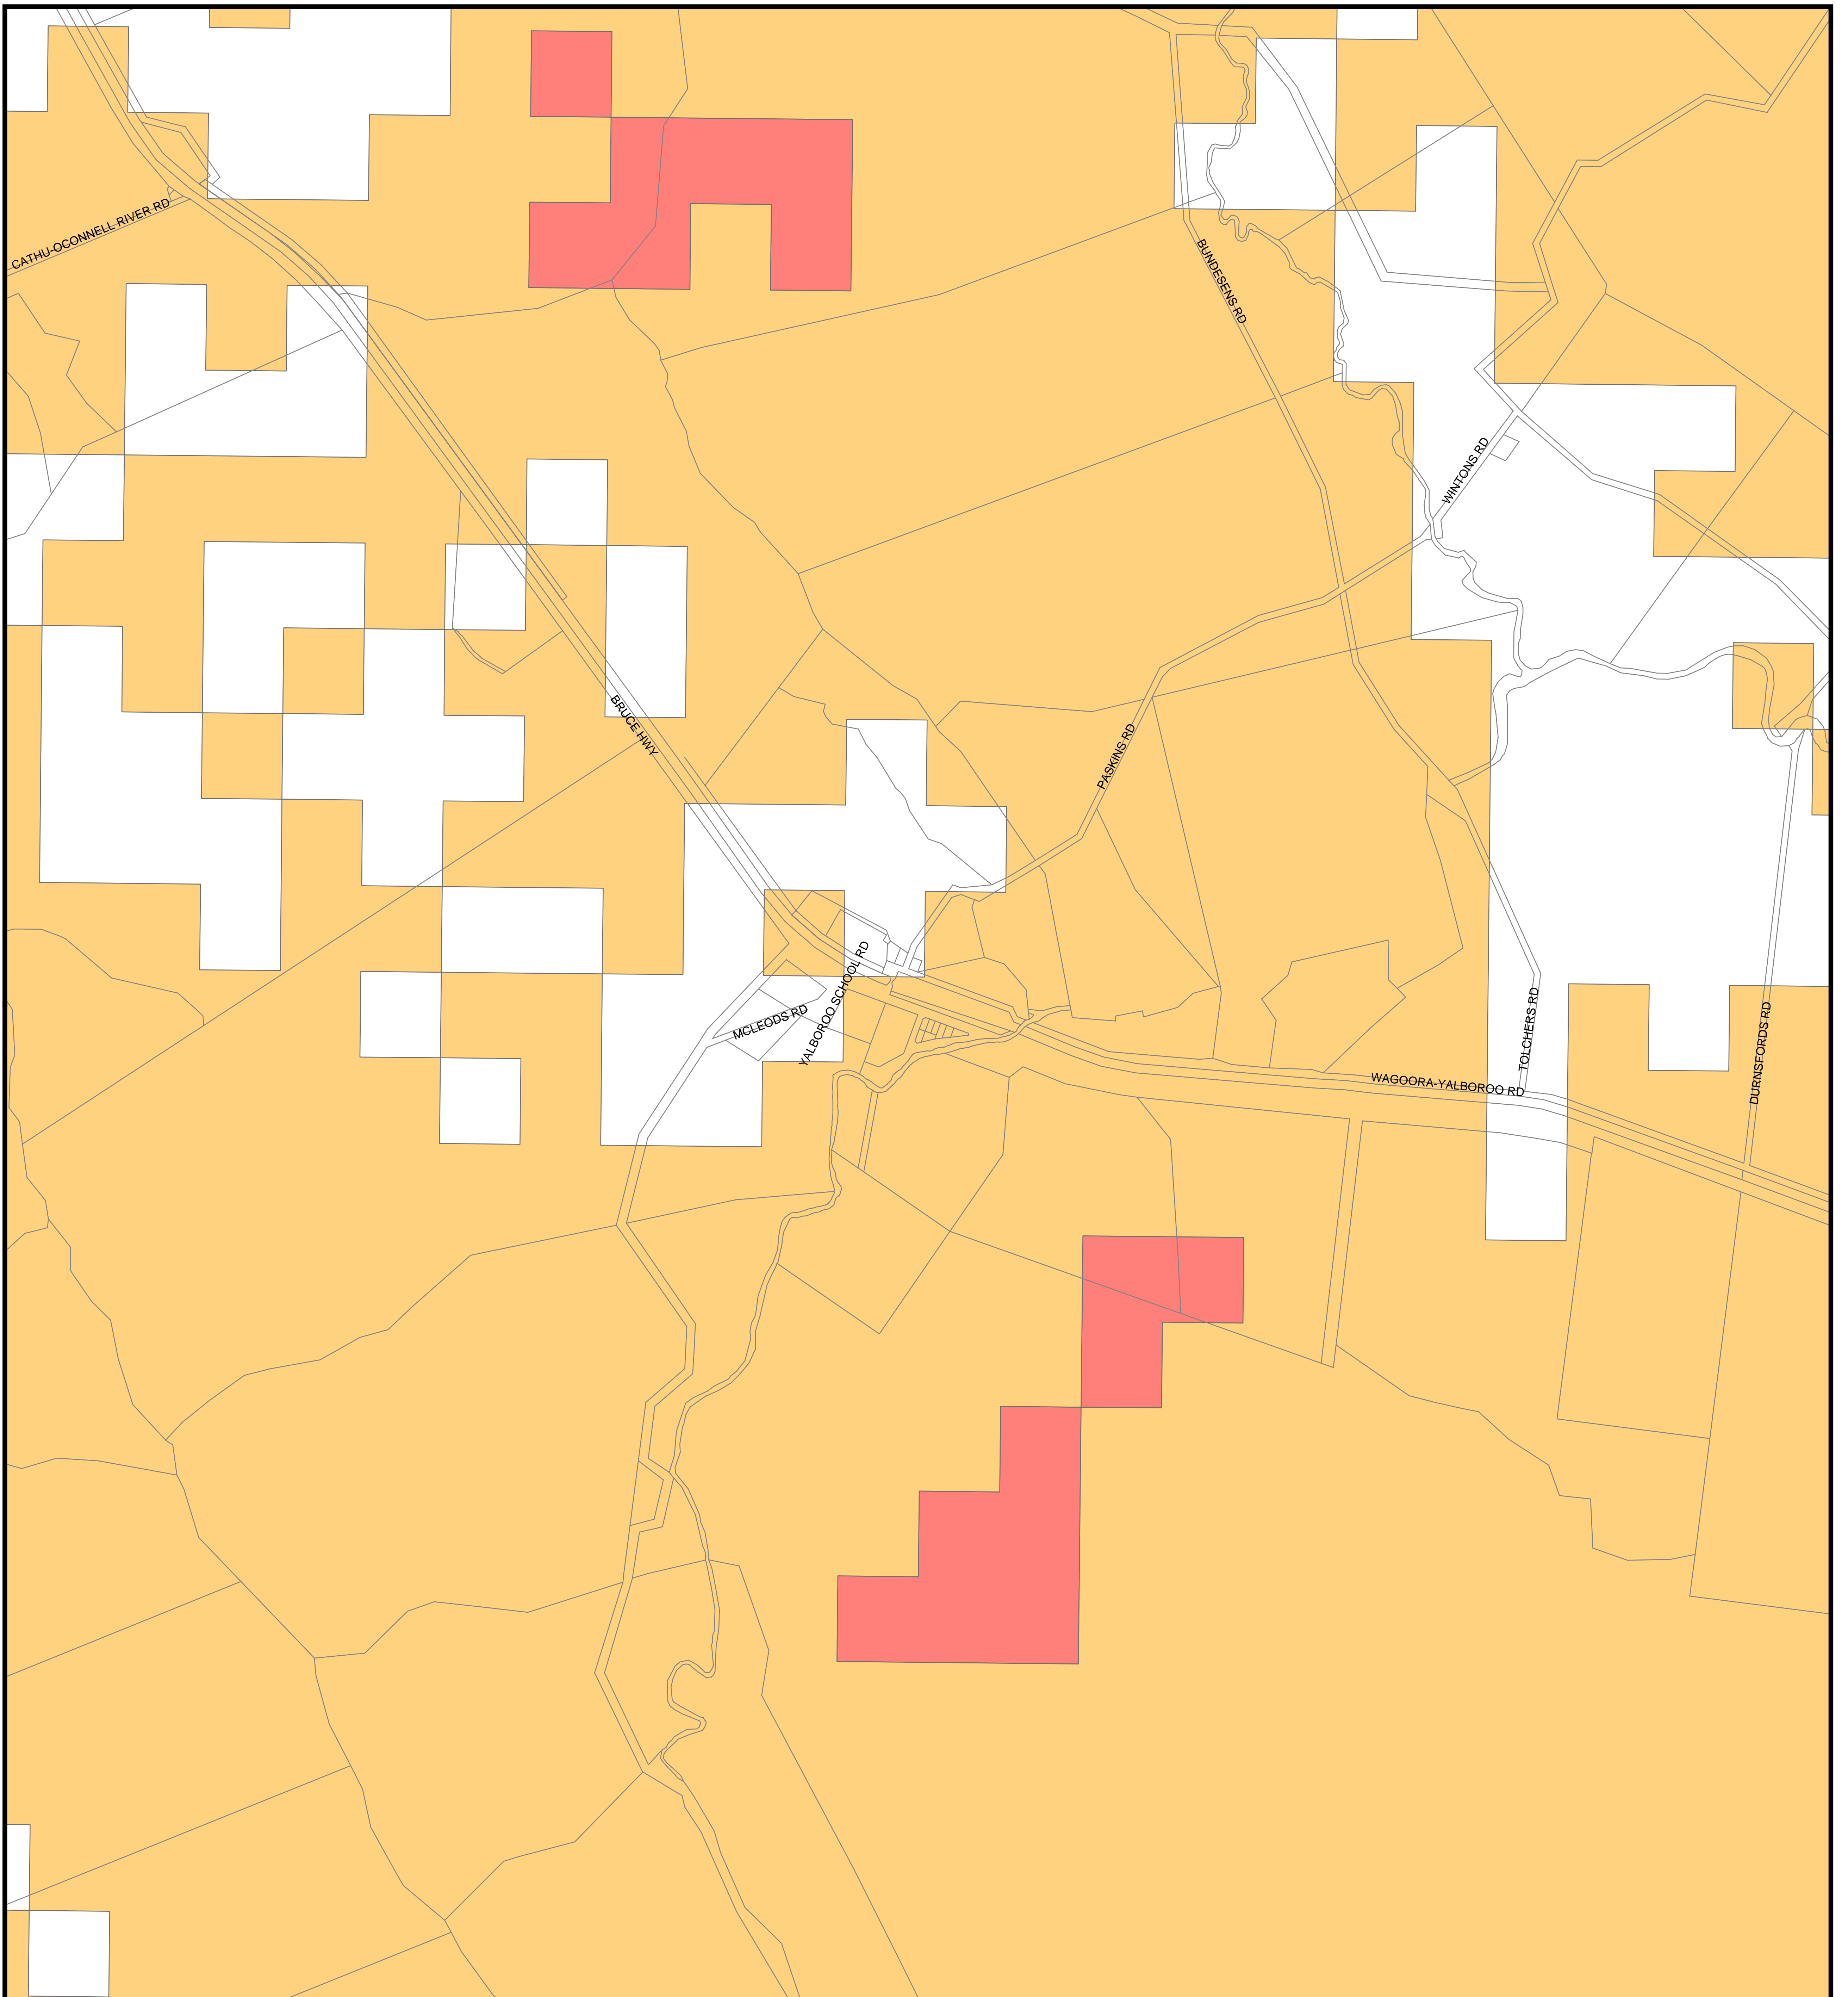 CATHU-OCONNELL RIVER RD
BUNDESENS RD
WINTONS RD
BRUCE HWY
PASKINS RD
YALBOROO SCHOOL RD
MCLEODS RD
TOLCHERS RD
DURNSFORDS RD
WAGOORA-YALBOROO RD